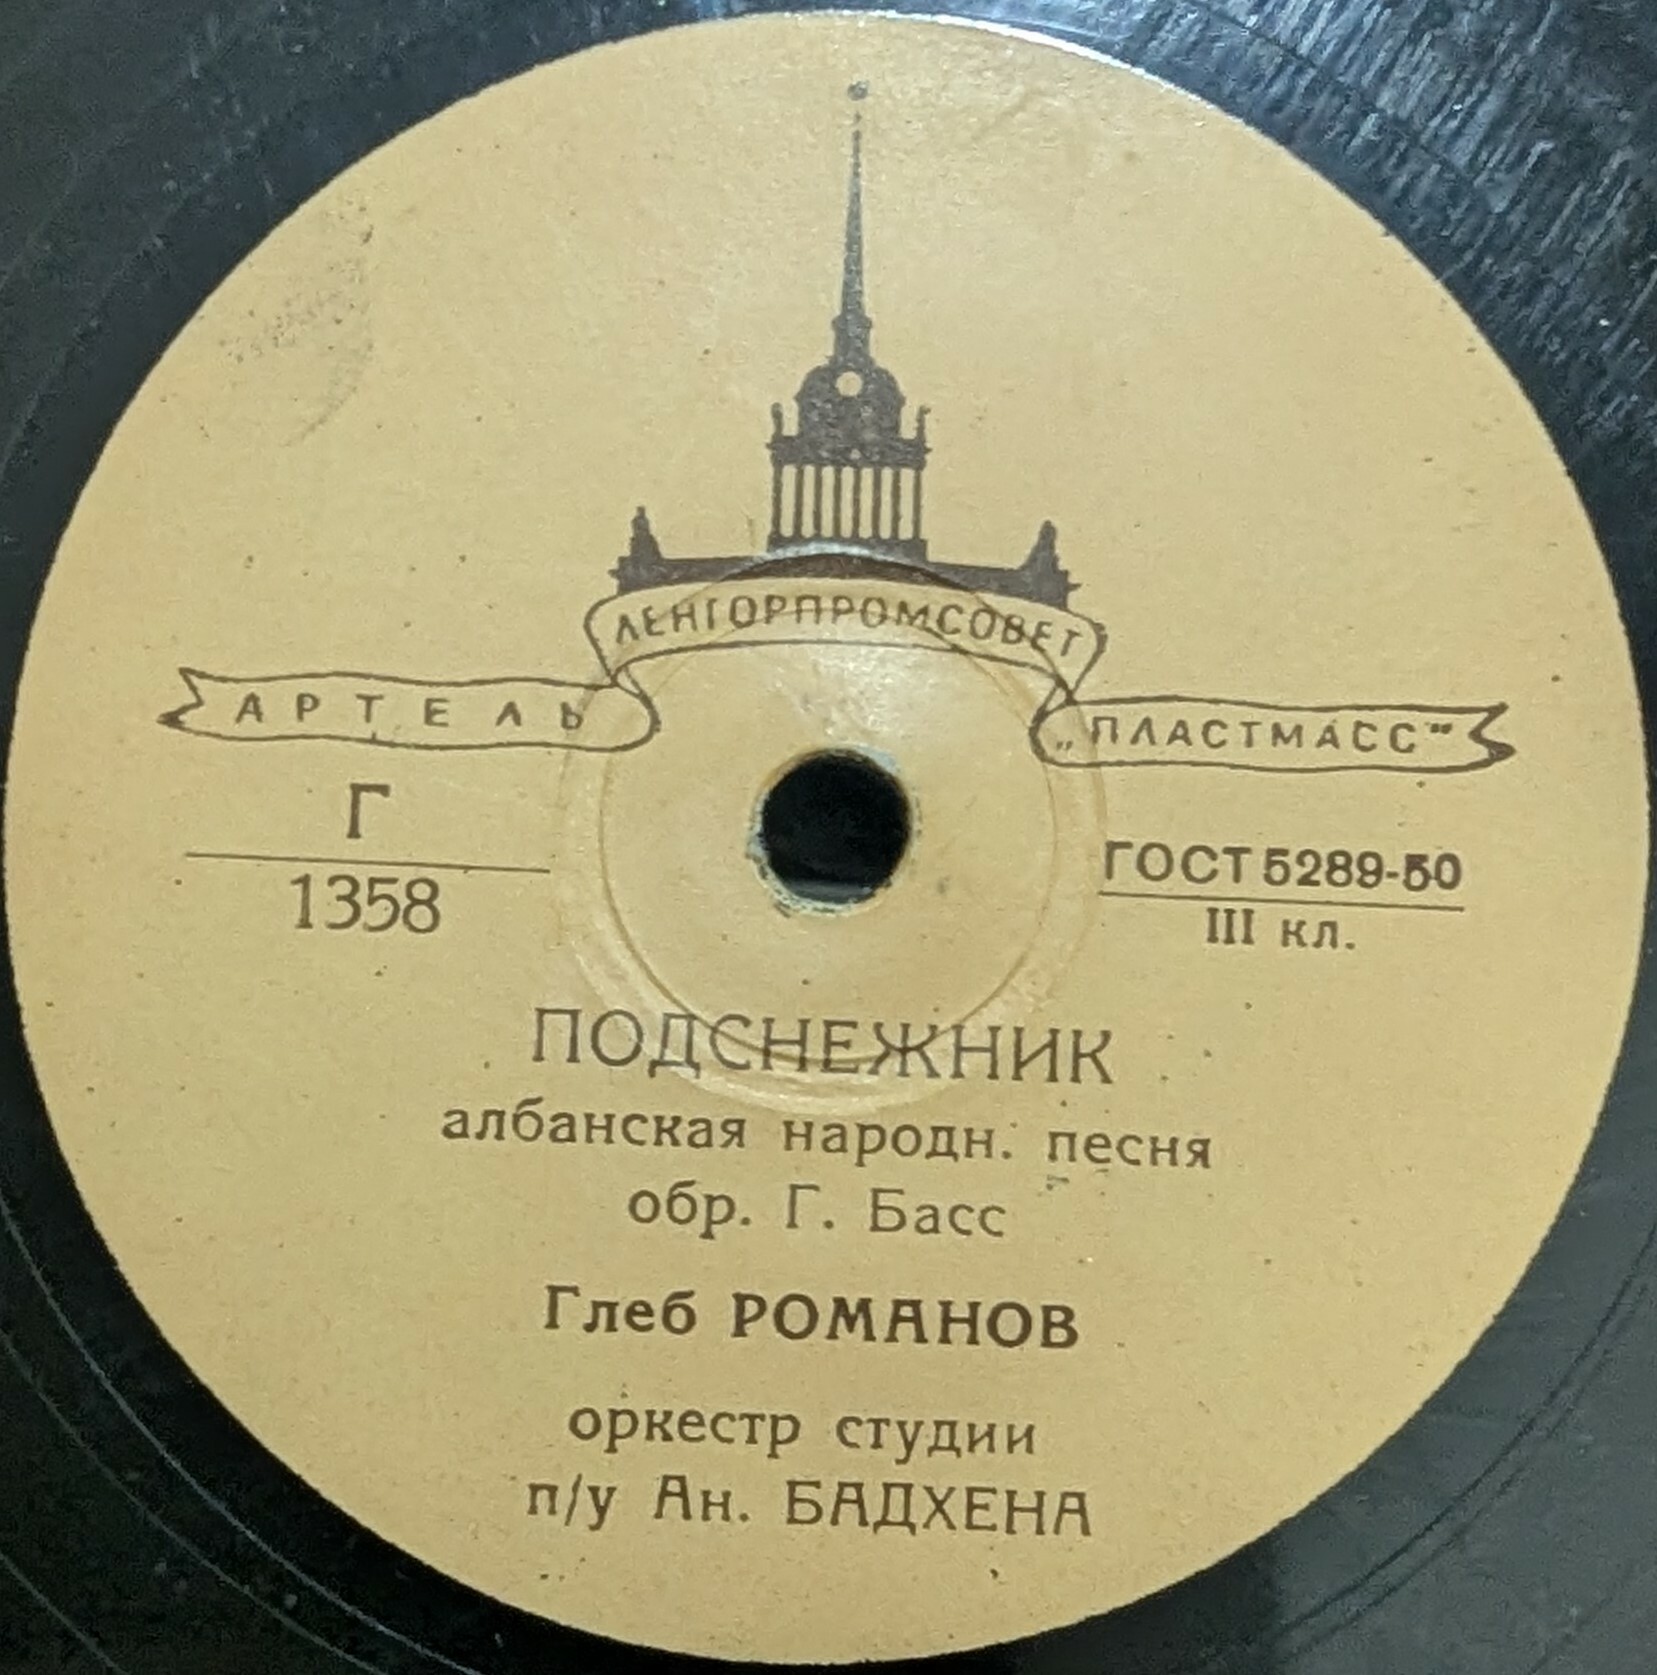 ЛЕНГОРПРОМСОВЕТ
АРТЕЛЬ „ПЛАСТМАСС"
Г
1358
ГОСТ 5289-50
III кл.
ПОДСНЕЖНИК
албанская народн. песня
обр. Г. Басс
Глеб РОМАНОВ
оркестр студии
п/у Ан. БАДХЕНА